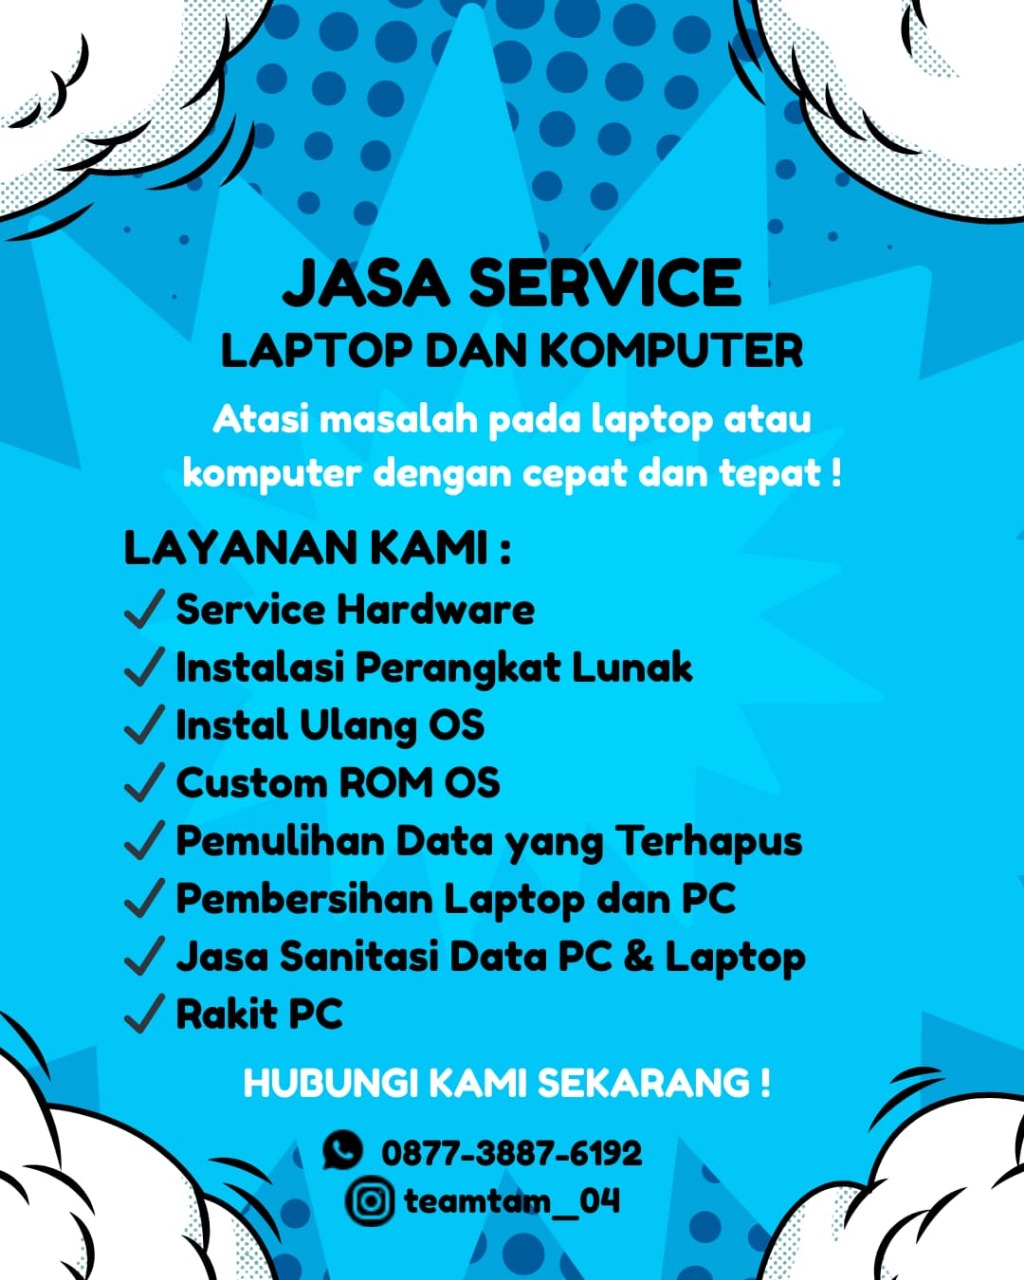 JASA SERVICE
LAPTOP DAN KOMPUTER
Atasi masalah pada laptop atau
komputer dengan cepat dan tepat !
LAYANAN KAMI :
✓ Service Hardware
✓ Instalasi Perangkat Lunak
✓ Instal Ulang OS
✓ Custom ROM OS
✓ Pemulihan Data yang Terhapus
✓ Pembersihan Laptop dan PC
✓ Jasa Sanitasi Data PC & Laptop
✓ Rakit PC
HUBUNGI KAMI SEKARANG !
0877-3887-6192
teamtam_04